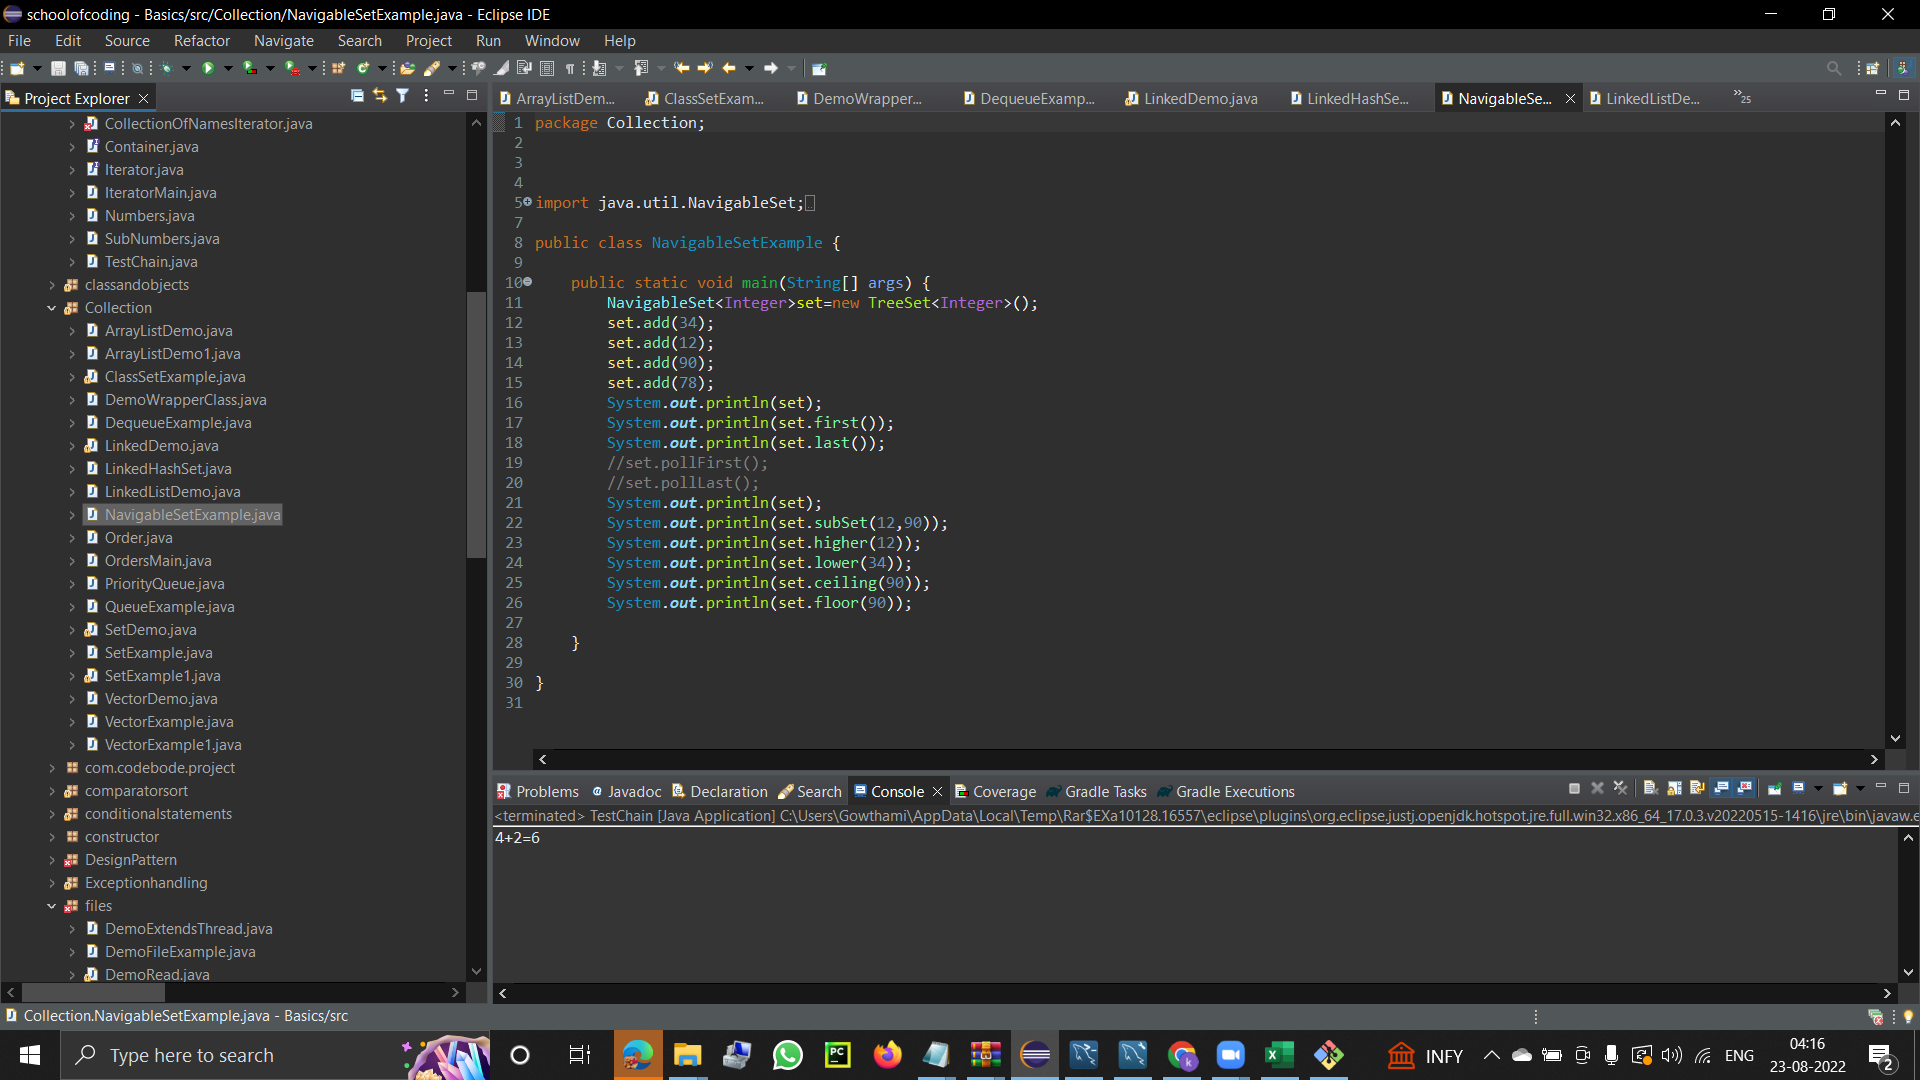 schoolofcoding - Basics/src/Collection/NavigableSetExample.java - Eclipse IDE
File Edit Source Refactor Navigate Search Project Run Window Help
Project Explorer
CollectionOfNamesIterator.java
Container.java
Iterator.java
IteratorMain.java
Numbers.java
SubNumbers.java
TestChain.java
classandobjects
Collection
ArrayListDemo.java
ArrayListDemo1.java
ClassSetExample.java
DemoWrapperClass.java
DequeueExample.java
LinkedDemo.java
LinkedHashSet.java
LinkedListDemo.java
NavigableSetExample.java
Order.java
OrdersMain.java
PriorityQueue.java
QueueExample.java
SetDemo.java
SetExample.java
SetExample1.java
VectorDemo.java
VectorExample.java
VectorExample1.java
com.codebode.project
comparatorsort
conditionalstatements
constructor
DesignPattern
Exceptionhandling
files
DemoExtendsThread.java
DemoFileExample.java
DemoRead.java
ArrayListDem... ClassSetExam... DemoWrapper... DequeueExamp... LinkedDemo.java LinkedHashSe... NavigableSe... LinkedListDe... »25
1 package Collection;
2
3
4
5 import java.util.NavigableSet;
7
8 public class NavigableSetExample {
9
10 public static void main(String[] args) {
11 NavigableSet<Integer>set=new TreeSet<Integer>();
12 set.add(34);
13 set.add(12);
14 set.add(90);
15 set.add(78);
16 System.out.println(set);
17 System.out.println(set.first());
18 System.out.println(set.last());
19 //set.pollFirst();
20 //set.pollLast();
21 System.out.println(set);
22 System.out.println(set.subSet(12,90));
23 System.out.println(set.higher(12));
24 System.out.println(set.lower(34));
25 System.out.println(set.ceiling(90));
26 System.out.println(set.floor(90));
27
28 }
29
30 }
31
Problems Javadoc Declaration Search Console Coverage Gradle Tasks Gradle Executions
<terminated> TestChain [Java Application] C:\Users\Gowthami\AppData\Local\Temp\Rar$EXa10128.16557\eclipse\plugins\org.eclipse.justj.openjdk.hotspot.jre.full.win32.x86_64_17.0.3.v20220515-1416\jre\bin\javaw.e
4+2=6
Collection.NavigableSetExample.java - Basics/src
Type here to search
PC
INFY
ENG
04:16
23-08-2022
2